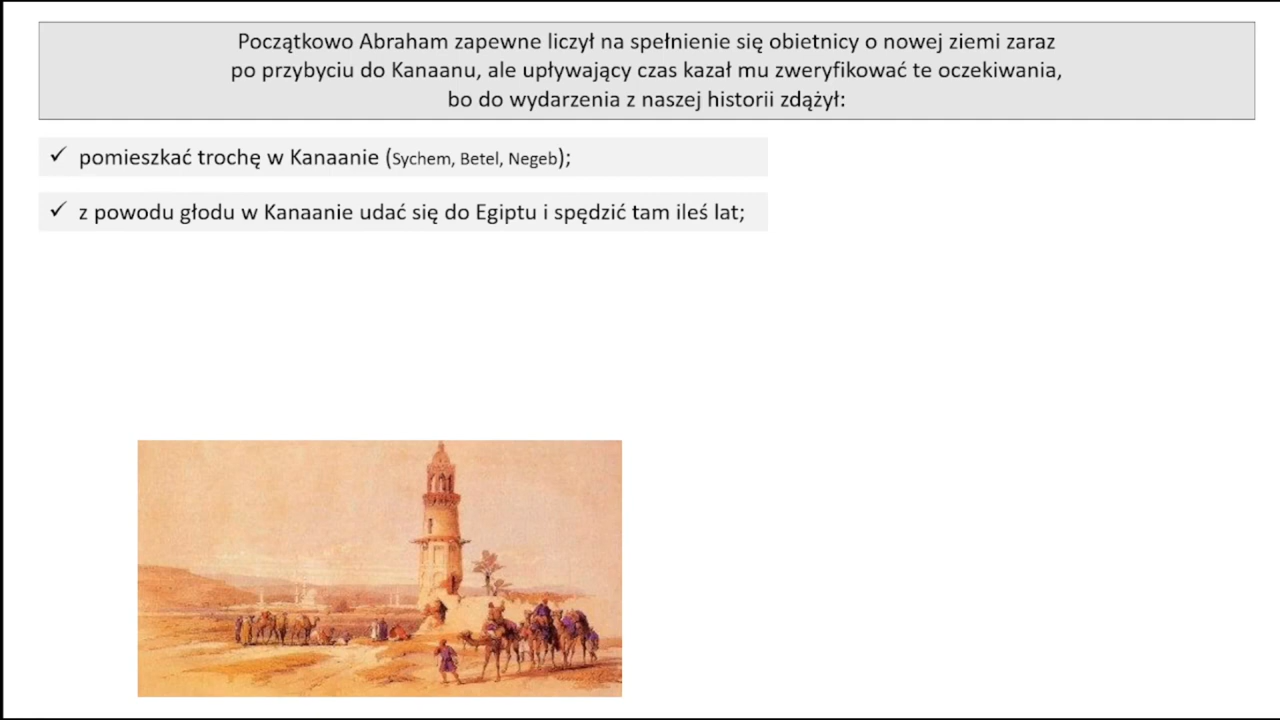 Początkowo Abraham zapewne liczył na spełnienie się obietnicy o nowej ziemi zaraz
po przybyciu do Kanaanu, ale upływający czas kazał mu zweryfikować te oczekiwania,
bo do wydarzenia z naszej historii zdążył:
✓ pomieszkać trochę w Kanaanie (Sychem, Betel, Negeb);
✓ z powodu głodu w Kanaanie udać się do Egiptu i spędzić tam ileś lat;